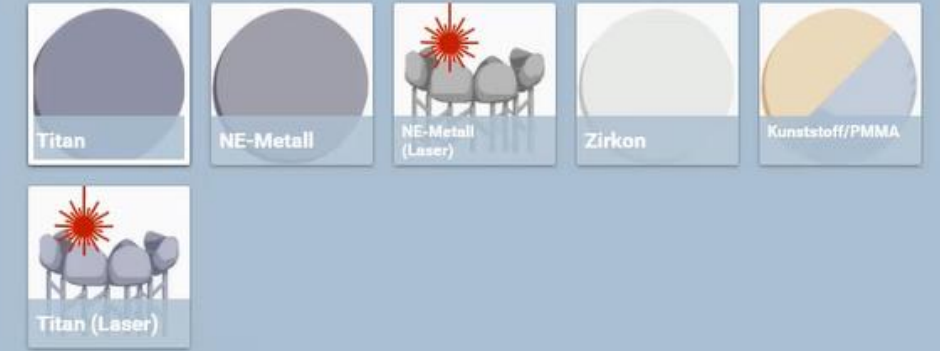 Titan
NE-Metall
NE-Metall
(Laser)
Zirkon
Kunststoff/PMMA
Titan (Laser)